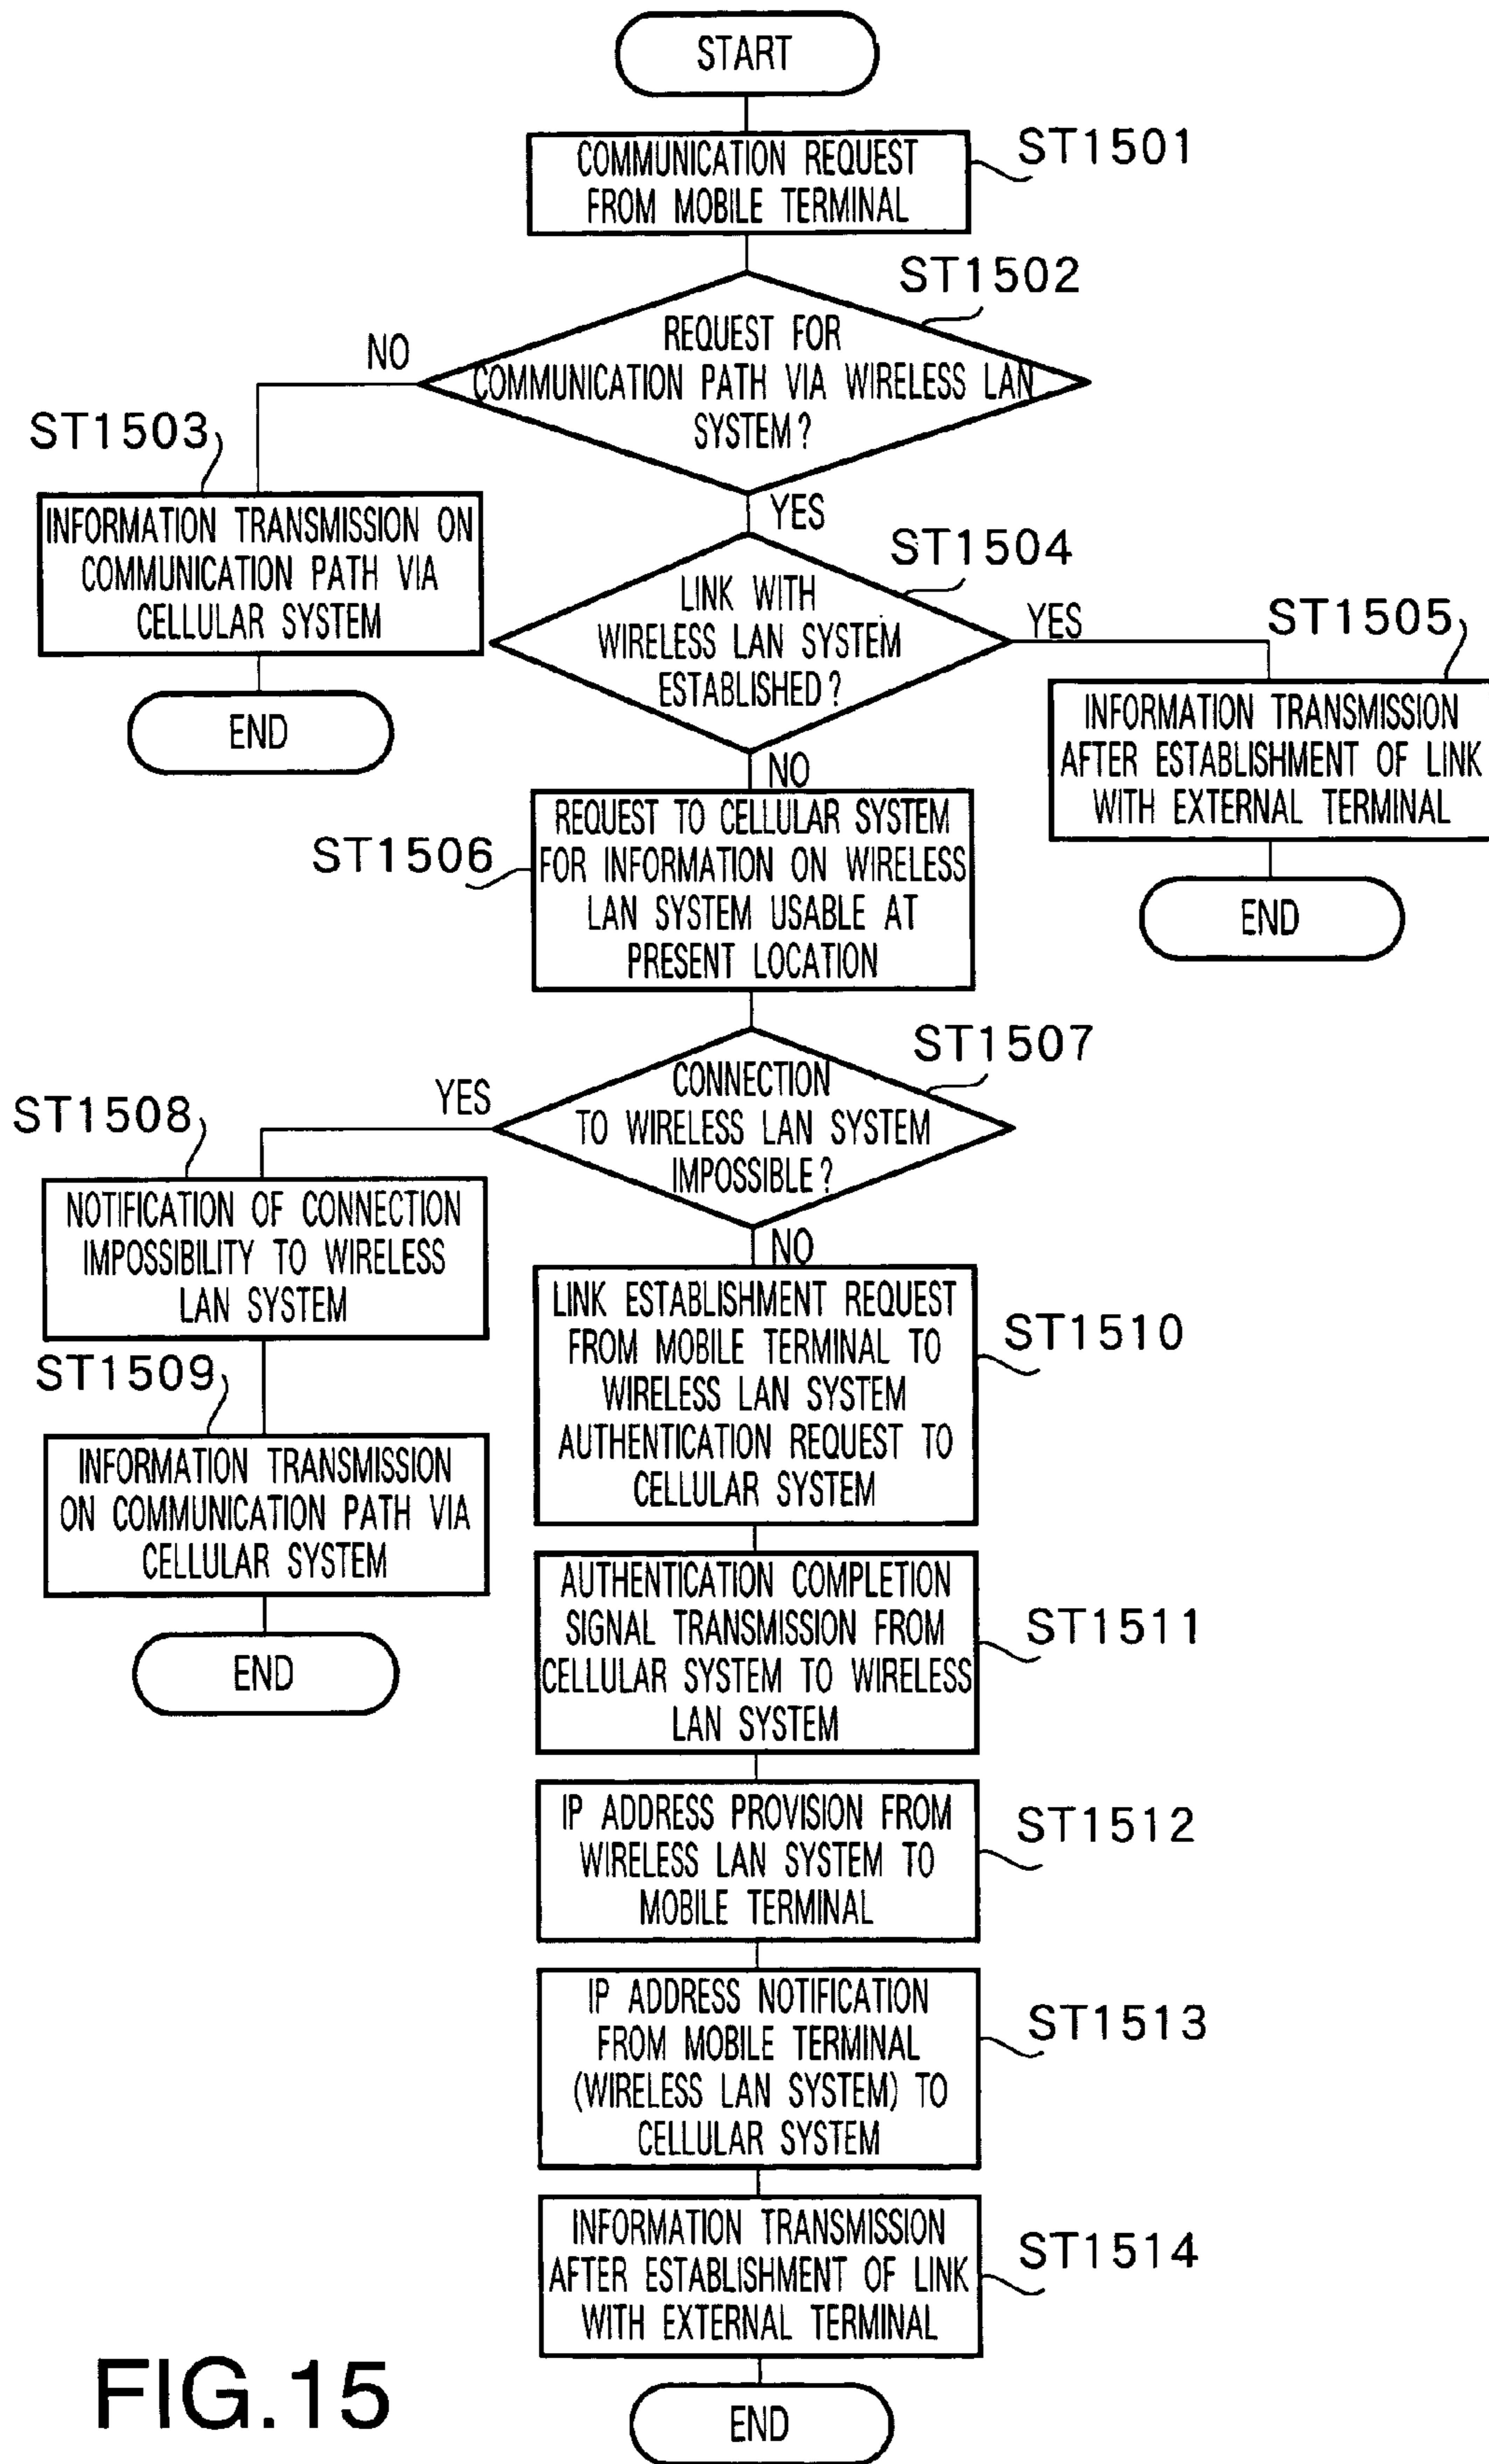 START
COMMUNICATION REQUEST
FROM MOBILE TERMINAL
ST1501
ST1502
REQUEST FOR
COMMUNICATION PATH VIA WIRELESS LAN
SYSTEM?
NO
YES
ST1503
INFORMATION TRANSMISSION ON
COMMUNICATION PATH VIA
CELLULAR SYSTEM
END
ST1504
LINK WITH
WIRELESS LAN SYSTEM
ESTABLISHED?
YES
NO
ST1505
INFORMATION TRANSMISSION
AFTER ESTABLISHMENT OF LINK
WITH EXTERNAL TERMINAL
END
ST1506
REQUEST TO CELLULAR SYSTEM
FOR INFORMATION ON WIRELESS
LAN SYSTEM USABLE AT
PRESENT LOCATION
ST1507
CONNECTION
TO WIRELESS LAN SYSTEM
IMPOSSIBLE?
YES
NO
ST1508
NOTIFICATION OF CONNECTION
IMPOSSIBILITY TO WIRELESS
LAN SYSTEM
ST1509
INFORMATION TRANSMISSION
ON COMMUNICATION PATH VIA
CELLULAR SYSTEM
END
LINK ESTABLISHMENT REQUEST
FROM MOBILE TERMINAL TO
WIRELESS LAN SYSTEM
AUTHENTICATION REQUEST TO
CELLULAR SYSTEM
ST1510
AUTHENTICATION COMPLETION
SIGNAL TRANSMISSION FROM
CELLULAR SYSTEM TO WIRELESS
LAN SYSTEM
ST1511
IP ADDRESS PROVISION FROM
WIRELESS LAN SYSTEM TO
MOBILE TERMINAL
ST1512
IP ADDRESS NOTIFICATION
FROM MOBILE TERMINAL
(WIRELESS LAN SYSTEM) TO
CELLULAR SYSTEM
ST1513
INFORMATION TRANSMISSION
AFTER ESTABLISHMENT OF LINK
WITH EXTERNAL TERMINAL
ST1514
END
FIG.15